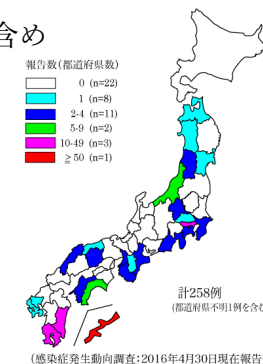 含め
報告数(都道府県数)
0 (n=22)
1 (n=8)
2-4 (n=11)
5-9 (n=2)
10-49 (n=3)
≧50 (n=1)
計258例
(都道府県不明1例を含む
(感染症発生動向調査:2016年4月30日現在報告